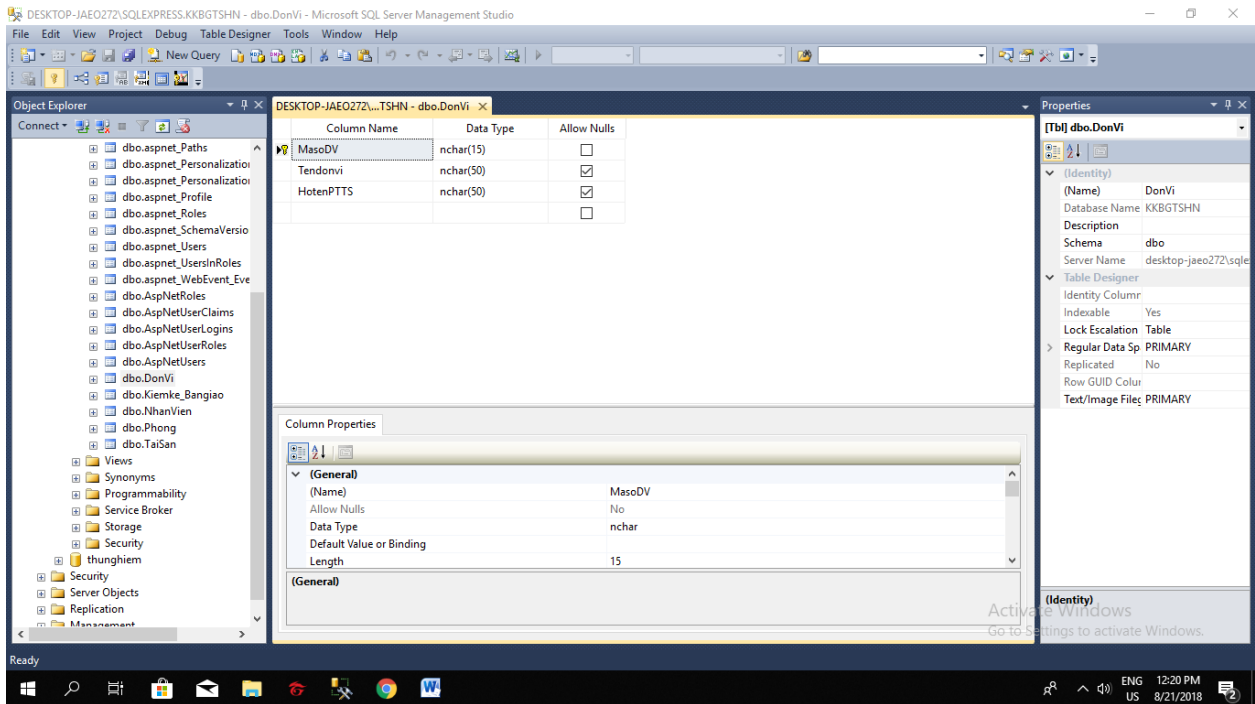 DESKTOP-JAEO272\SQLEXPRESS.KKBGTSHN - dbo.DonVi - Microsoft SQL Server Management Studio
File Edit View Project Debug Table Designer Tools Window Help
New Query
Object Explorer
Connect
dbo.aspnet_Paths
dbo.aspnet_Personalization
dbo.aspnet_Personalization
dbo.aspnet_Profile
dbo.aspnet_Roles
dbo.aspnet_SchemaVersio
dbo.aspnet_Users
dbo.aspnet_UsersInRoles
dbo.aspnet_WebEvent_Eve
dbo.AspNetRoles
dbo.AspNetUserClaims
dbo.AspNetUserLogins
dbo.AspNetUserRoles
dbo.AspNetUsers
dbo.DonVi
dbo.Kiemke_Bangiao
dbo.NhanVien
dbo.Phong
dbo.TaiSan
Views
Synonyms
Programmability
Service Broker
Storage
Security
thunghiem
Security
Server Objects
Replication
Management
DESKTOP-JAEO272\...TSHN - dbo.DonVi
Column Name Data Type Allow Nulls
MasoDV nchar(15)
Tendonvi nchar(50)
HotenPTTS nchar(50)
Column Properties
(General)
(Name) MasoDV
Allow Nulls No
Data Type nchar
Default Value or Binding
Length 15
(General)
Properties
[Tbl] dbo.DonVi
(Identity)
(Name) DonVi
Database Name KKBGTSHN
Description
Schema dbo
Server Name desktop-jaeo272\sqle
Table Designer
Identity Column
Indexable Yes
Lock Escalation Table
Regular Data Sp PRIMARY
Replicated No
Row GUID Colur
Text/Image Fileg PRIMARY
(Identity)
Activate Windows
Go to Settings to activate Windows.
Ready
ENG 12:20 PM
US 8/21/2018
2